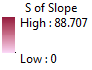 S of Slope
High : 88.707
Low : 0